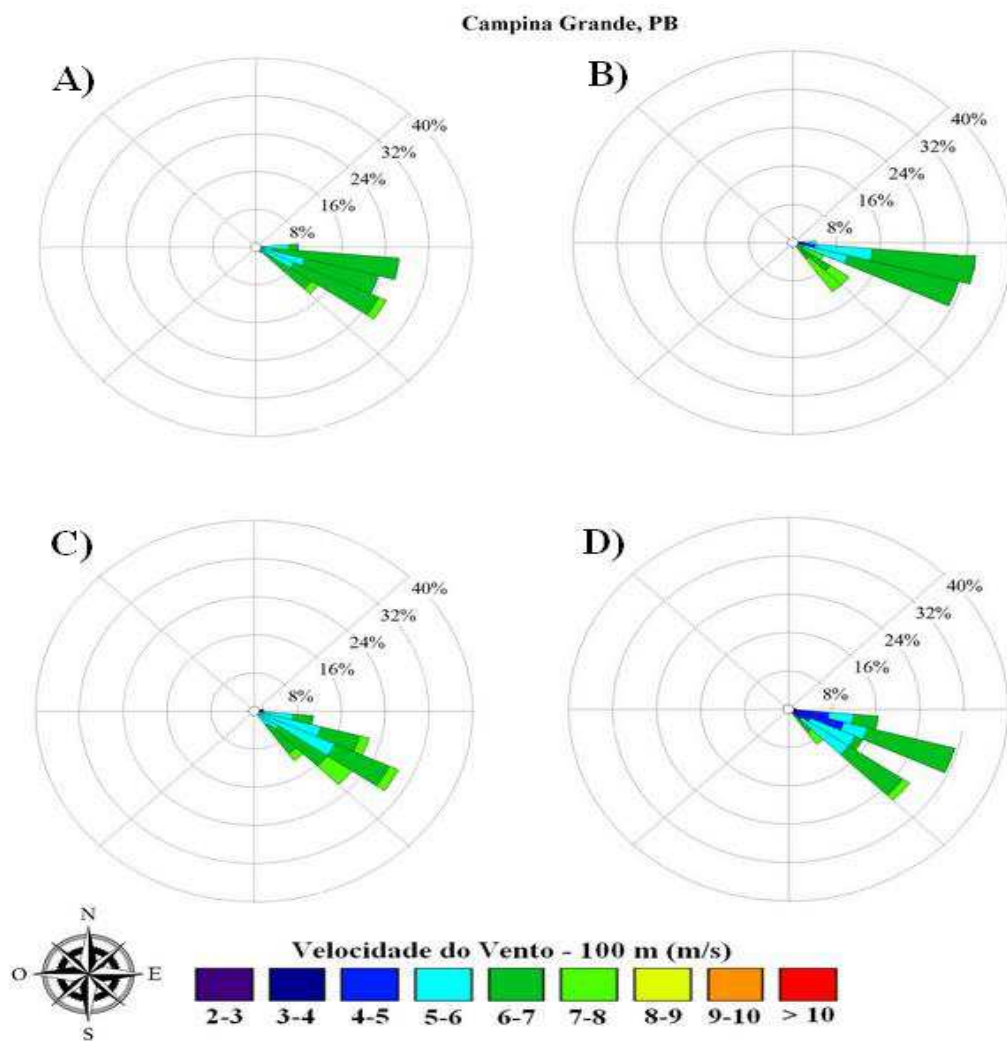 Campina Grande, PB
A)
40%
32%
24%
16%
8%
B)
40%
32%
24%
16%
8%
C)
40%
32%
24%
16%
8%
D)
40%
32%
24%
16%
8%
N
O E
S
Velocidade do Vento - 100 m (m/s)
2-3 3-4 4-5 5-6 6-7 7-8 8-9 9-10 > 10